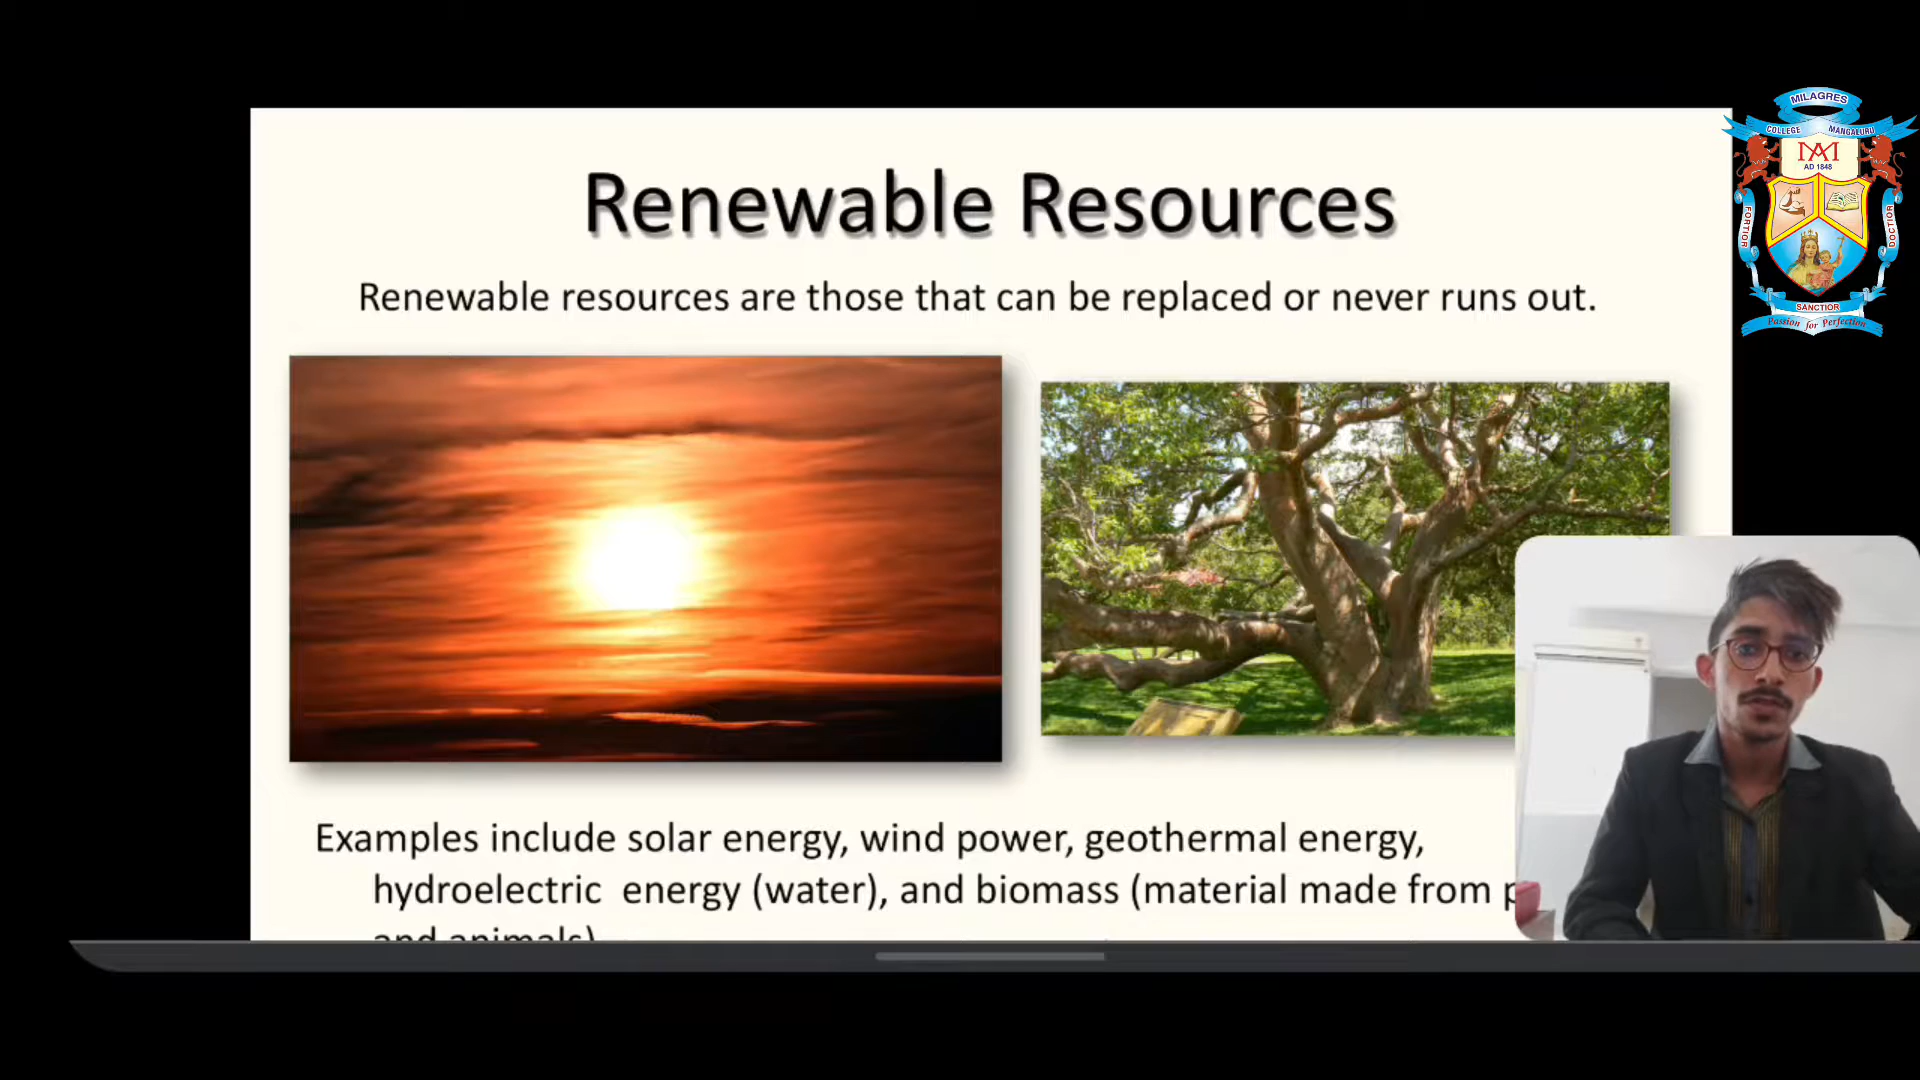 Renewable Resources
Renewable resources are those that can be replaced or never runs out.
Examples include solar energy, wind power, geothermal energy,
hydroelectric energy (water), and biomass (material made from
and animals)
MILAGRES
COLLEGE MANGALURU
AD 1848
FORTIOR
DOCTIOR
SANCTIOR
Passion for Perfection